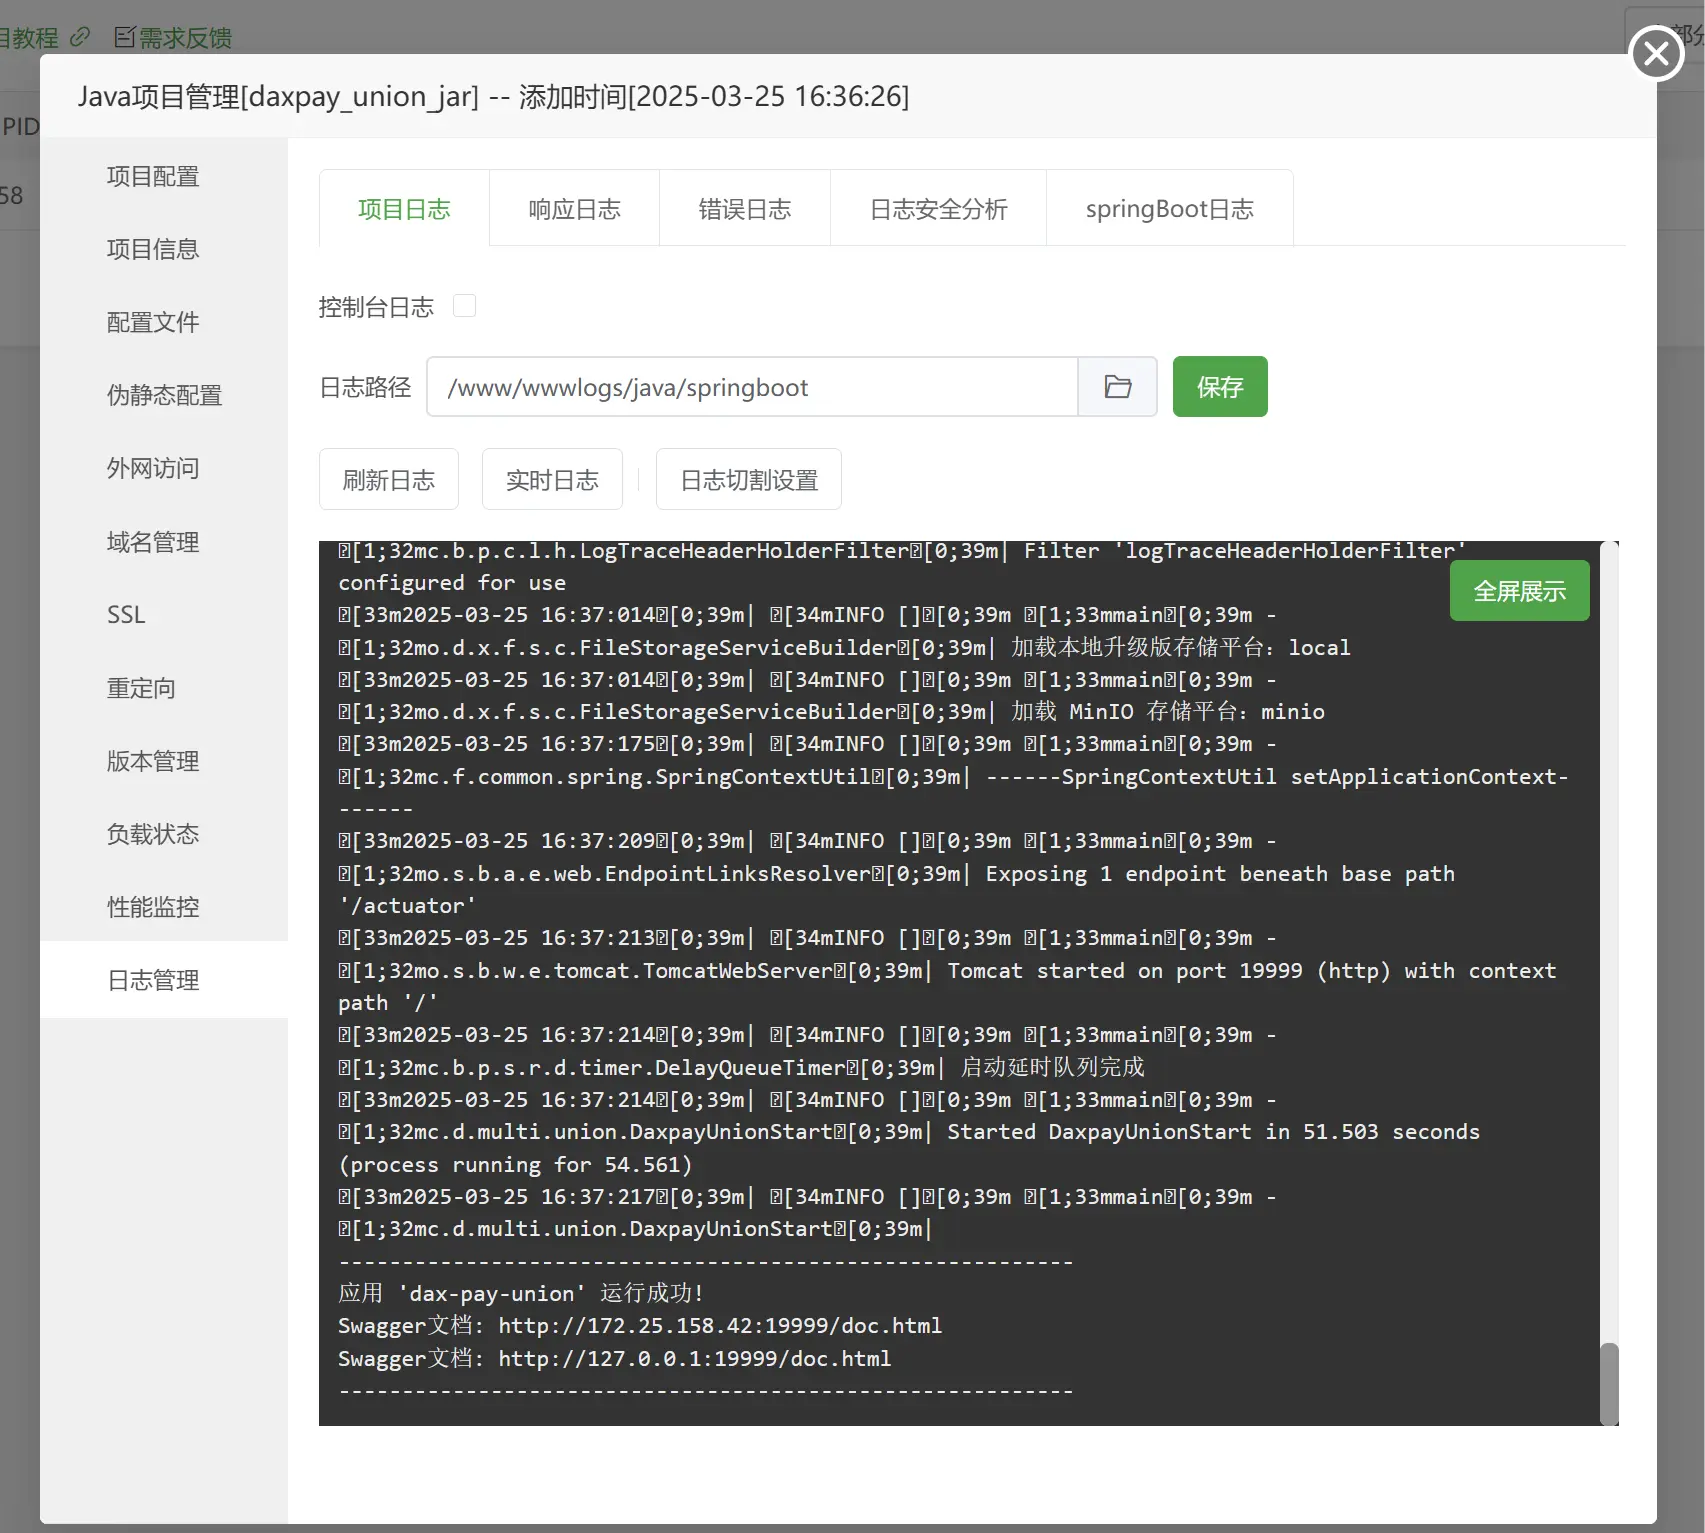 目教程 需求反馈
部分
PID
58
Java项目管理[daxpay_union_jar] -- 添加时间[2025-03-25 16:36:26]
项目配置
项目信息
配置文件
伪静态配置
外网访问
域名管理
SSL
重定向
版本管理
负载状态
性能监控
日志管理
项目日志 响应日志 错误日志 日志安全分析 springBoot日志
控制台日志
日志路径 /www/wwwlogs/java/springboot 保存
刷新日志 实时日志 日志切割设置
全屏展示
[1;32mc.b.p.c.l.h.LogTraceHeaderHolderFilter[0;39m| Filter 'logTraceHeaderHolderFilter'
configured for use
[33m2025-03-25 16:37:014[0;39m| [34mINFO [][0;39m [1;33mmain[0;39m -
[1;32mo.d.x.f.s.c.FileStorageServiceBuilder[0;39m| 加载本地升级版存储平台：local
[33m2025-03-25 16:37:014[0;39m| [34mINFO [][0;39m [1;33mmain[0;39m -
[1;32mo.d.x.f.s.c.FileStorageServiceBuilder[0;39m| 加载 MinIO 存储平台：minio
[33m2025-03-25 16:37:175[0;39m| [34mINFO [][0;39m [1;33mmain[0;39m -
[1;32mc.f.common.spring.SpringContextUtil[0;39m| ------SpringContextUtil setApplicationContext-
------
[33m2025-03-25 16:37:209[0;39m| [34mINFO [][0;39m [1;33mmain[0;39m -
[1;32mo.s.b.a.e.web.EndpointLinksResolver[0;39m| Exposing 1 endpoint beneath base path
'/actuator'
[33m2025-03-25 16:37:213[0;39m| [34mINFO [][0;39m [1;33mmain[0;39m -
[1;32mo.s.b.w.e.tomcat.TomcatWebServer[0;39m| Tomcat started on port 19999 (http) with context
path '/'
[33m2025-03-25 16:37:214[0;39m| [34mINFO [][0;39m [1;33mmain[0;39m -
[1;32mc.b.p.s.r.d.timer.DelayQueueTimer[0;39m| 启动延时队列完成
[33m2025-03-25 16:37:214[0;39m| [34mINFO [][0;39m [1;33mmain[0;39m -
[1;32mc.d.multi.union.DaxpayUnionStart[0;39m| Started DaxpayUnionStart in 51.503 seconds
(process running for 54.561)
[33m2025-03-25 16:37:217[0;39m| [34mINFO [][0;39m [1;33mmain[0;39m -
[1;32mc.d.multi.union.DaxpayUnionStart[0;39m|
----------------------------------------------------------
应用 'dax-pay-union' 运行成功!
Swagger文档: http://172.25.158.42:19999/doc.html
Swagger文档: http://127.0.0.1:19999/doc.html
----------------------------------------------------------